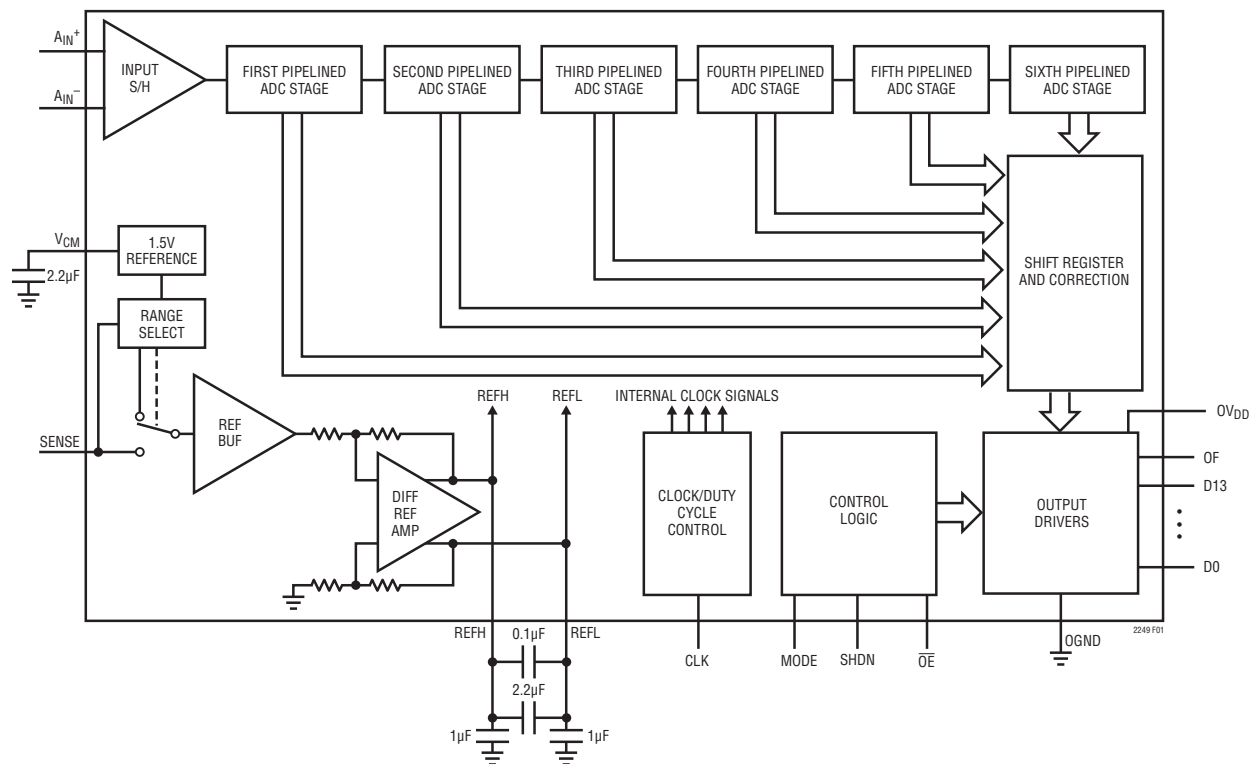 AIN+
INPUT
S/H
AIN−
FIRST PIPELINED
ADC STAGE
SECOND PIPELINED
ADC STAGE
THIRD PIPELINED
ADC STAGE
FOURTH PIPELINED
ADC STAGE
FIFTH PIPELINED
ADC STAGE
SIXTH PIPELINED
ADC STAGE
VCM
2.2µF
1.5V
REFERENCE
RANGE
SELECT
SHIFT REGISTER
AND CORRECTION
SENSE
REF
BUF
DIFF
REF
AMP
REFH
REFL
INTERNAL CLOCK SIGNALS
CLOCK/DUTY
CYCLE
CONTROL
CONTROL
LOGIC
OUTPUT
DRIVERS
OVDD
OF
D13
D0
REFH
0.1µF
REFL
2.2µF
1µF
1µF
CLK
MODE
SHDN
O̅E̅
OGND
2249 F01